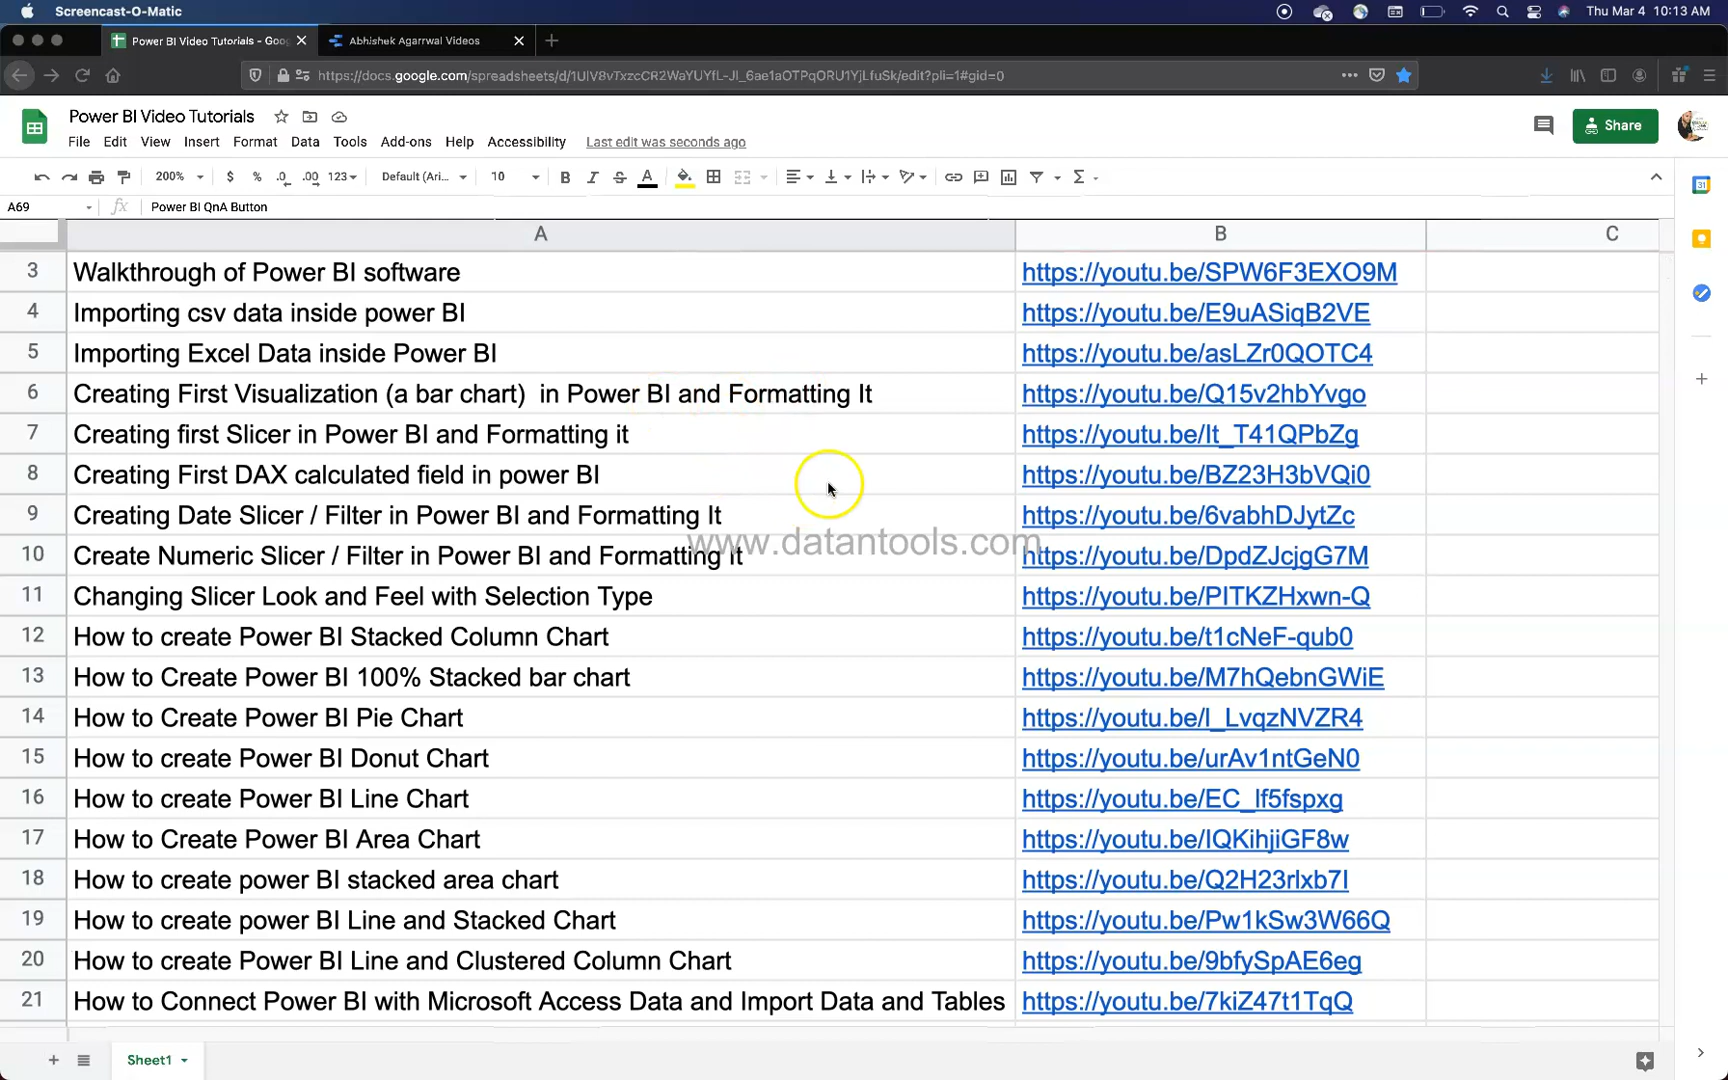 Screencast-O-Matic
Thu Mar 4 10:13 AM
Power BI Video Tutorials - Goog
Abhishek Agarrwal Videos
https://docs.google.com/spreadsheets/d/1UIV8vTxzcCR2WaYUYfL-JI_6ae1aOTPqORU1YjLfuSk/edit?pli=1#gid=0
Power BI Video Tutorials
Share
File Edit View Insert Format Data Tools Add-ons Help Accessibility Last edit was seconds ago
200% $ % .0 .00 123 Default (Ari... 10 B I S A
31
A69 fx Power BI QnA Button
A B C
3 Walkthrough of Power BI software https://youtu.be/SPW6F3EXO9M
4 Importing csv data inside power BI https://youtu.be/E9uASiqB2VE
5 Importing Excel Data inside Power BI https://youtu.be/asLZr0QOTC4
6 Creating First Visualization (a bar chart) in Power BI and Formatting It https://youtu.be/Q15v2hbYvgo
7 Creating first Slicer in Power BI and Formatting it https://youtu.be/It_T41QPbZg
8 Creating First DAX calculated field in power BI https://youtu.be/BZ23H3bVQi0
9 Creating Date Slicer / Filter in Power BI and Formatting It https://youtu.be/6vabhDJytZc
www.datantools.com
10 Create Numeric Slicer / Filter in Power BI and Formatting It https://youtu.be/DpdZJcjgG7M
11 Changing Slicer Look and Feel with Selection Type https://youtu.be/PITKZHxwn-Q
12 How to create Power BI Stacked Column Chart https://youtu.be/t1cNeF-qub0
13 How to Create Power BI 100% Stacked bar chart https://youtu.be/M7hQebnGWiE
14 How to Create Power BI Pie Chart https://youtu.be/I_LvqzNVZR4
15 How to create Power BI Donut Chart https://youtu.be/urAv1ntGeN0
16 How to create Power BI Line Chart https://youtu.be/EC_lf5fspxg
17 How to Create Power BI Area Chart https://youtu.be/IQKihjiGF8w
18 How to create power BI stacked area chart https://youtu.be/Q2H23rlxb7I
19 How to create power BI Line and Stacked Chart https://youtu.be/Pw1kSw3W66Q
20 How to create Power BI Line and Clustered Column Chart https://youtu.be/9bfySpAE6eg
21 How to Connect Power BI with Microsoft Access Data and Import Data and Tables https://youtu.be/7kiZ47t1TqQ
Sheet1